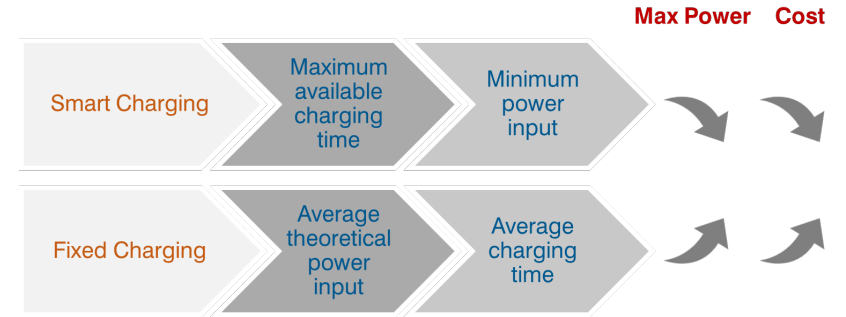 Max Power Cost
Smart Charging
Maximum
available
charging
time
Minimum
power
input
Fixed Charging
Average
theoretical
power
input
Average
charging
time